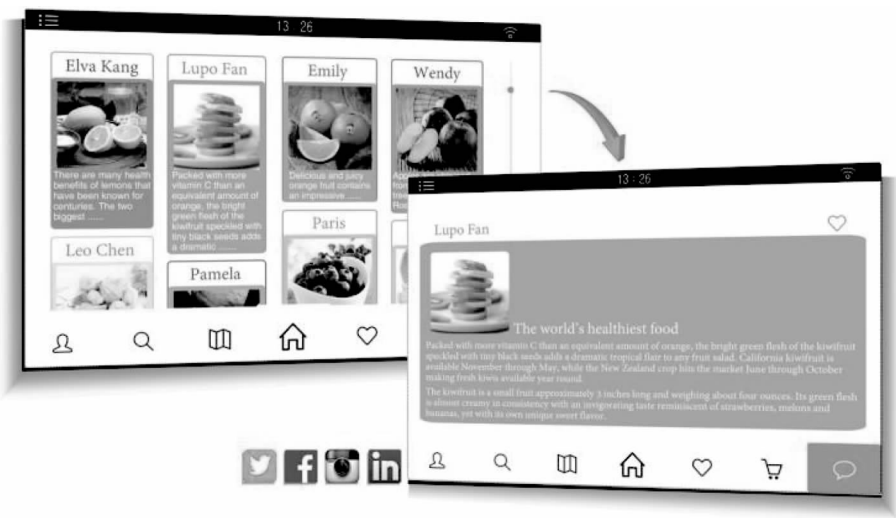 13 26
Elva Kang
There are many health
benefits of lemons that
have been known for
centuries. The two
biggest ......
Leo Chen
Lupo Fan
Packed with more
vitamin C than an
equivalent amount of
orange, the bright
green flesh of the
kiwifruit speckled with
tiny black seeds adds
a dramatic ........
Pamela
Emily
Delicious and juicy
orange fruit contains
an impressive ......
Paris
Wendy
13 : 26
Lupo Fan
The world's healthiest food
Packed with more vitamin C than an equivalent amount of orange, the bright green flesh of the kiwifruit
speckled with tiny black seeds adds a dramatic tropical flair to any fruit salad. California kiwifruit is
available November through May, while the New Zealand crop hits the market June through October
making fresh kiwis available year round.
The kiwifruit is a small fruit approximately 3 inches long and weighing about four ounces. Its green flesh
is almost creamy in consistency with an invigorating taste reminiscent of strawberries, melons and
bananas, yet with its own unique sweet flavor.
f
in